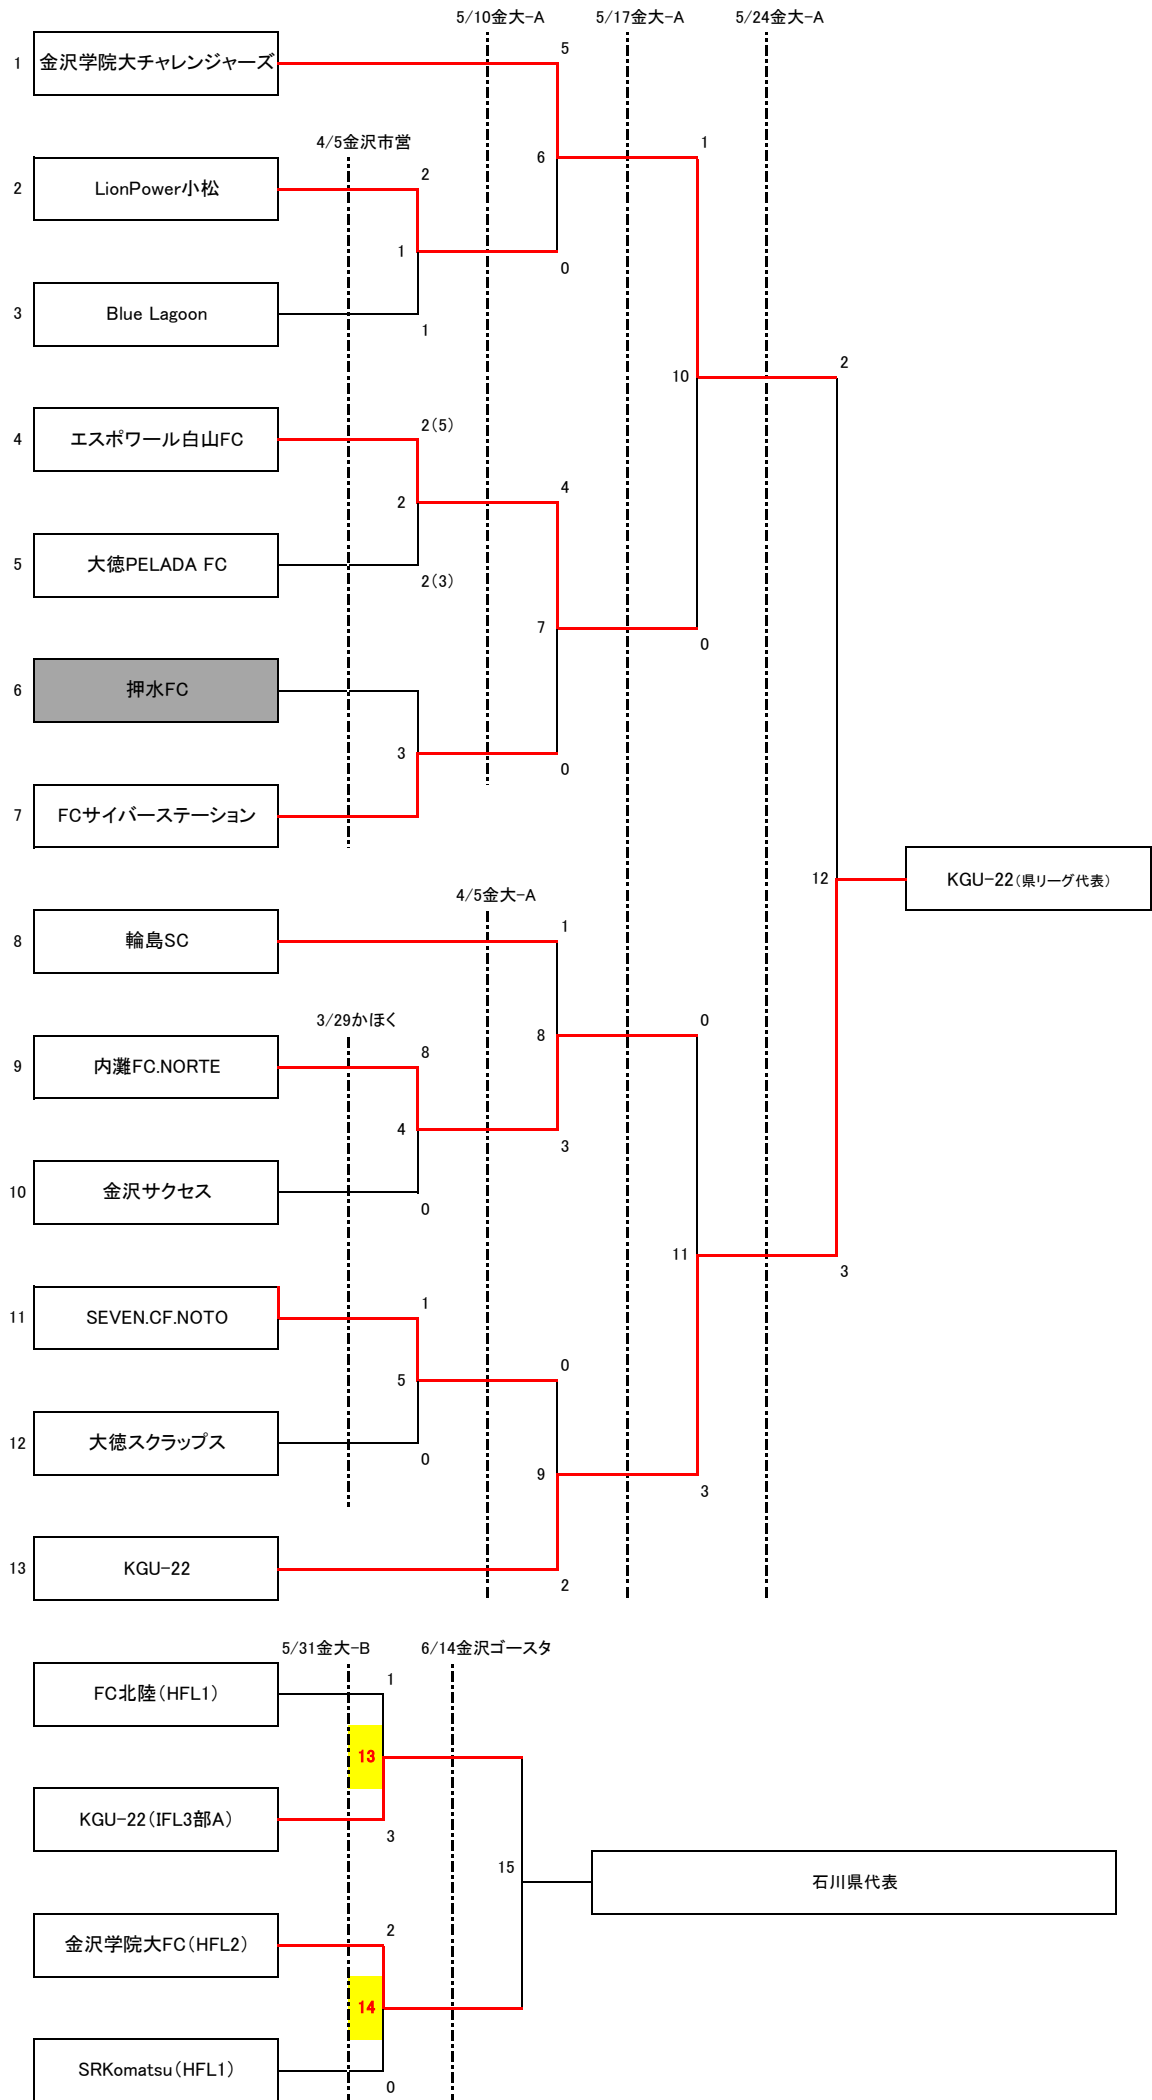 5/10金大-A 5/17金大-A 5/24金大-A
5
1 金沢学院大チャレンジャーズ
4/5金沢市営 1
6
2 LionPower小松 2
1
0
3 Blue Lagoon
1
2
10
4 エスポワール白山FC 2(5)
4
2
5 大徳PELADA FC
2(3)
7
0
6 押水FC
3
0
7 FCサイバーステーション
12 KGU-22(県リーグ代表)
4/5金大-A
1
8 輪島SC
3/29かほく 0
8
8
9 内灘FC.NORTE
4
3
10 金沢サクセス
0
11
3
1
11 SEVEN.CF.NOTO
0
5
12 大徳スクラップス
0
9
3
13 KGU-22
2
5/31金大-B 6/14金沢ゴースタ
1
FC北陸(HFL1)
13
KGU-22(IFL3部A)
3
15
石川県代表
2
金沢学院大FC(HFL2)
14
SRKomatsu(HFL1)
0